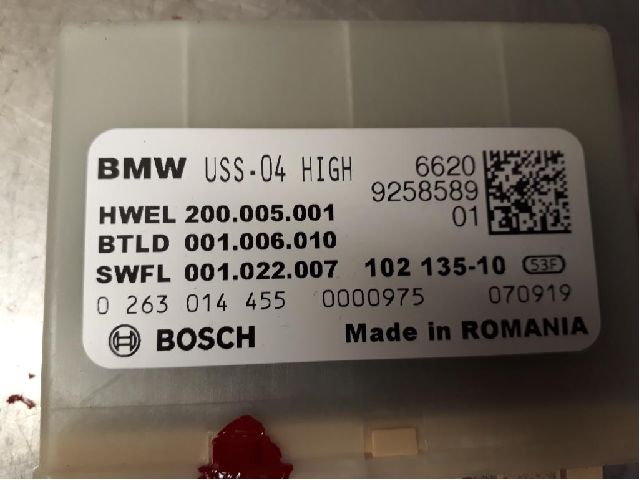 BMW USS-04 HIGH 6620
9258589
HWEL 200.005.001 01
BTLD 001.006.010
SWFL 001.022.007 102 135-10 53F
0 263 014 455 0000975 070919
BOSCH Made in ROMANIA